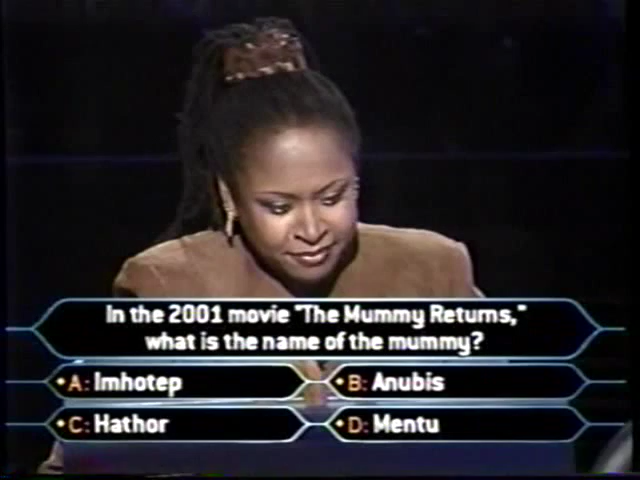 In the 2001 movie "The Mummy Returns,"
what is the name of the mummy?
A: Imhotep
B: Anubis
C: Hathor
D: Mentu